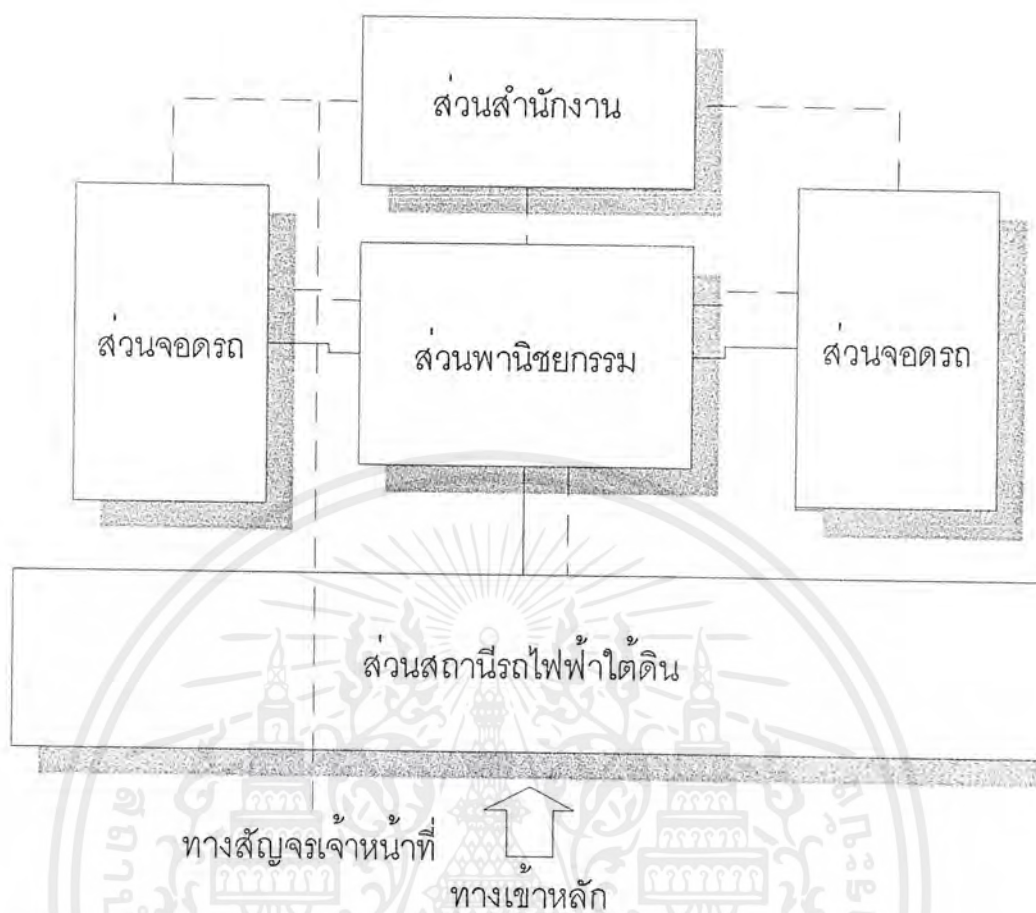 ส่วนสำนักงาน
ส่วนจอดรถ
ส่วนพานิชยกรรม
ส่วนจอดรถ
ส่วนสถานีรถไฟฟ้าใต้ดิน
ทางสัญจรเจ้าหน้าที่
ทางเข้าหลัก